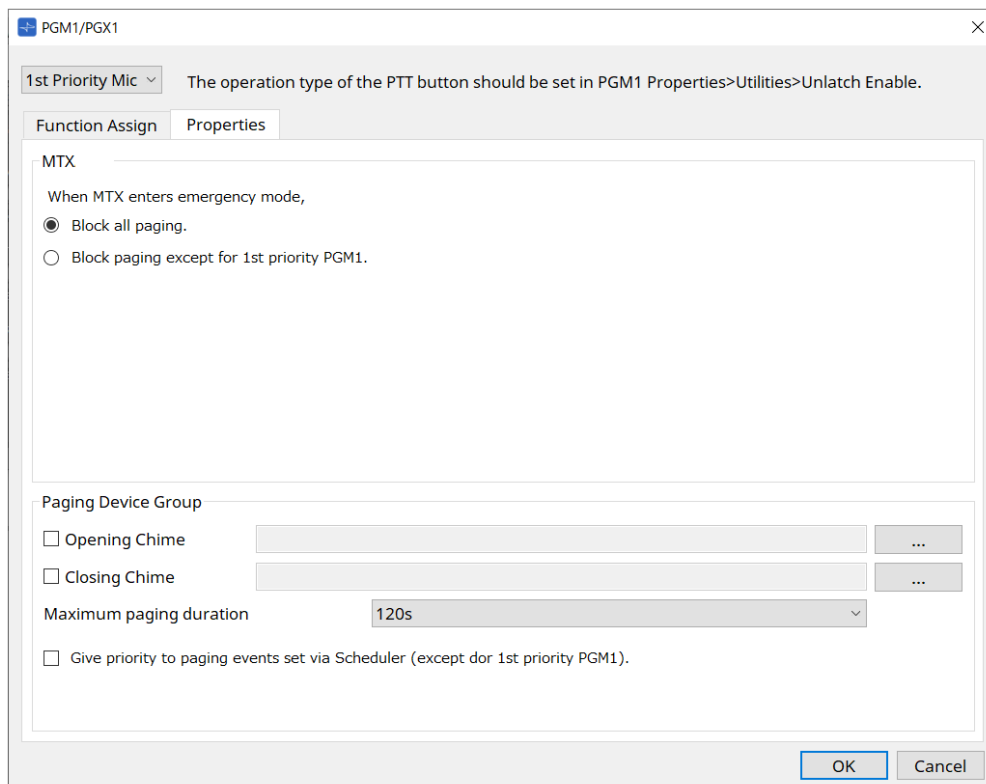 PGM1/PGX1
1st Priority Mic
The operation type of the PTT button should be set in PGM1 Properties>Utilities>Unlatch Enable.
Function Assign
Properties
MTX
When MTX enters emergency mode,
Block all paging.
Block paging except for 1st priority PGM1.
Paging Device Group
Opening Chime
...
Closing Chime
...
Maximum paging duration
120s
Give priority to paging events set via Scheduler (except dor 1st priority PGM1).
OK
Cancel